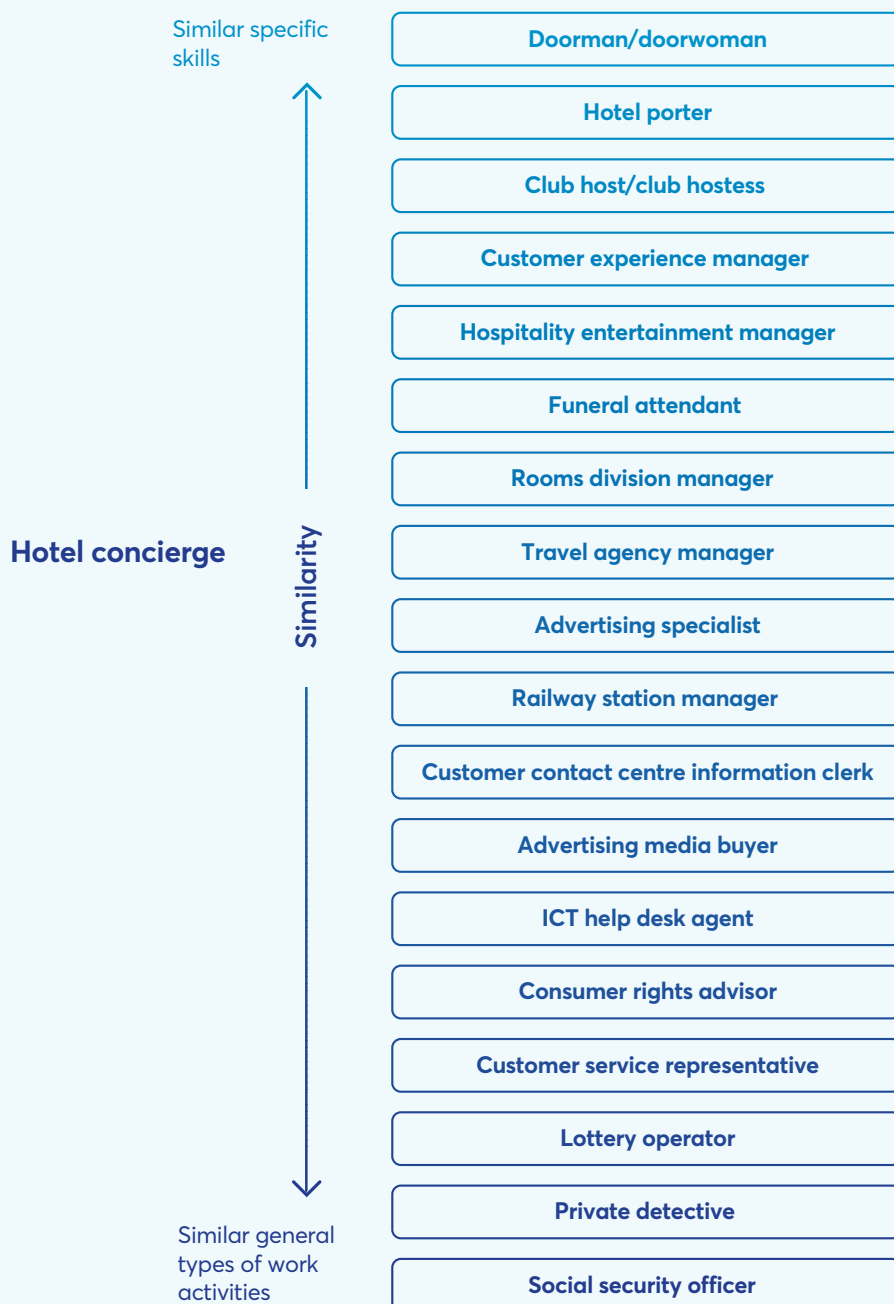 Similar specific
skills
Doorman/doorwoman
Hotel porter
Club host/club hostess
Customer experience manager
Hospitality entertainment manager
Funeral attendant
Rooms division manager
Hotel concierge
Similarity
Travel agency manager
Advertising specialist
Railway station manager
Customer contact centre information clerk
Advertising media buyer
ICT help desk agent
Consumer rights advisor
Customer service representative
Lottery operator
Private detective
Similar general
types of work
activities
Social security officer